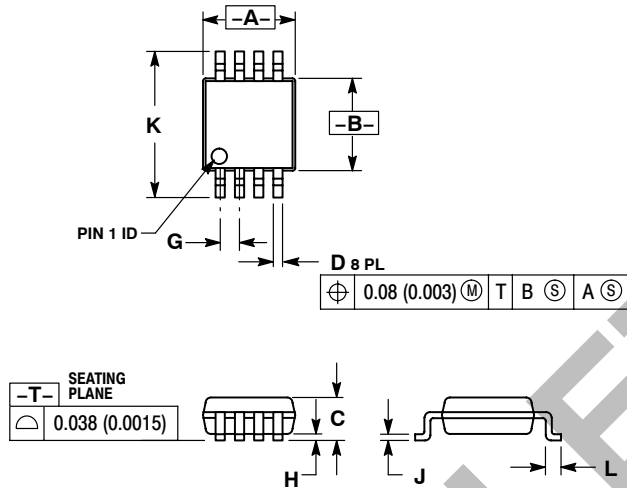 –A–
K
–B–
PIN 1 ID
G
D 8 PL
⌖ 0.08 (0.003) Ⓜ T B Ⓢ A Ⓢ
–T– SEATING
PLANE
⌓ 0.038 (0.0015)
C
H
J
L